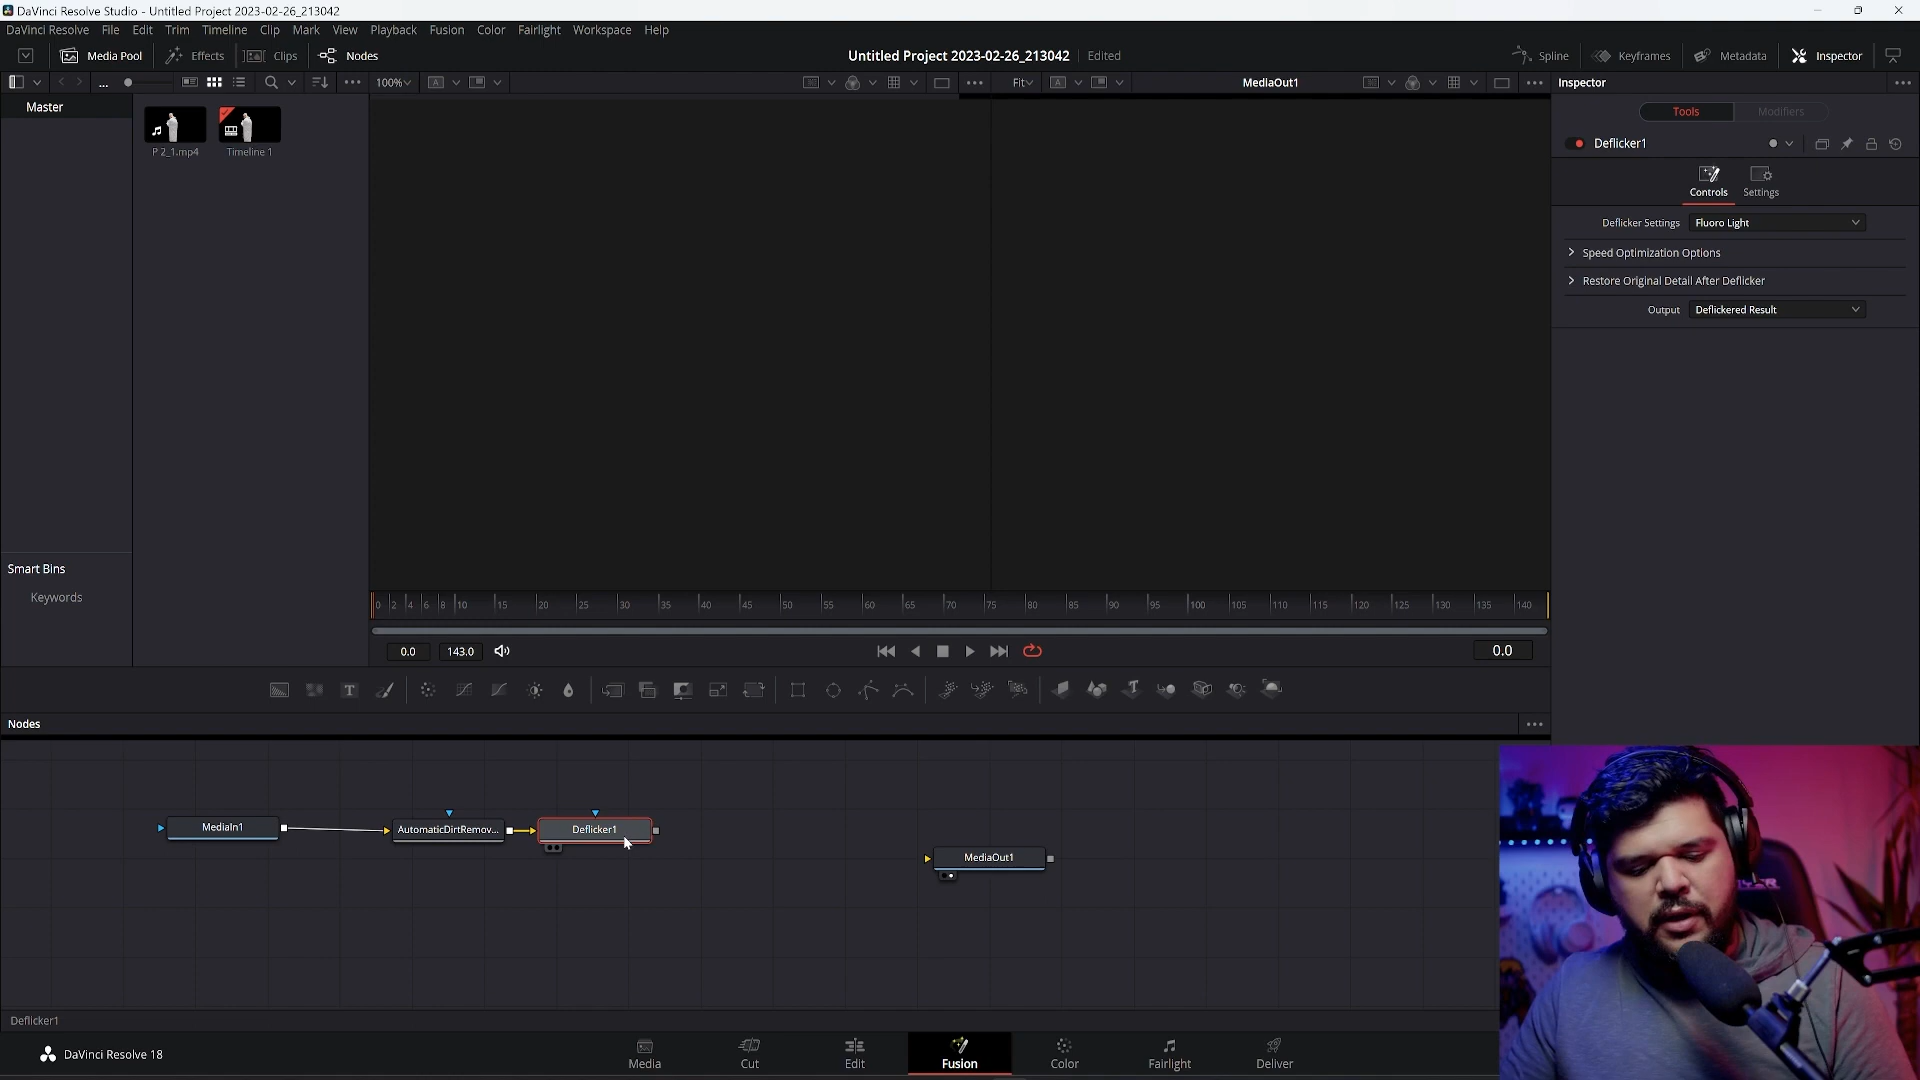 DaVinci Resolve Studio - Untitled Project 2023-02-26_213042
DaVinci Resolve File Edit Trim Timeline Clip Mark View Playback Fusion Color Fairlight Workspace Help
Media Pool Effects Clips Nodes Untitled Project 2023-02-26_213042 Edited Spline Keyframes Metadata Inspector
... 100% Fit MediaOut1 Inspector
Master
P 2_1.mp4 Timeline 1
Tools Modifiers
Deflicker1
Controls Settings
Deflicker Settings Fluoro Light
Speed Optimization Options
Restore Original Detail After Deflicker
Output Deflickered Result
Smart Bins
Keywords
0 2 4 6 8 10 15 20 25 30 35 40 45 50 55 60 65 70 75 80 85 90 95 100 105 110 115 120 125 130 135 140
0.0 143.0 0.0
Nodes
MediaIn1 AutomaticDirtRemov... Deflicker1
MediaOut1
Deflicker1
DaVinci Resolve 18 Media Cut Edit Fusion Color Fairlight Deliver